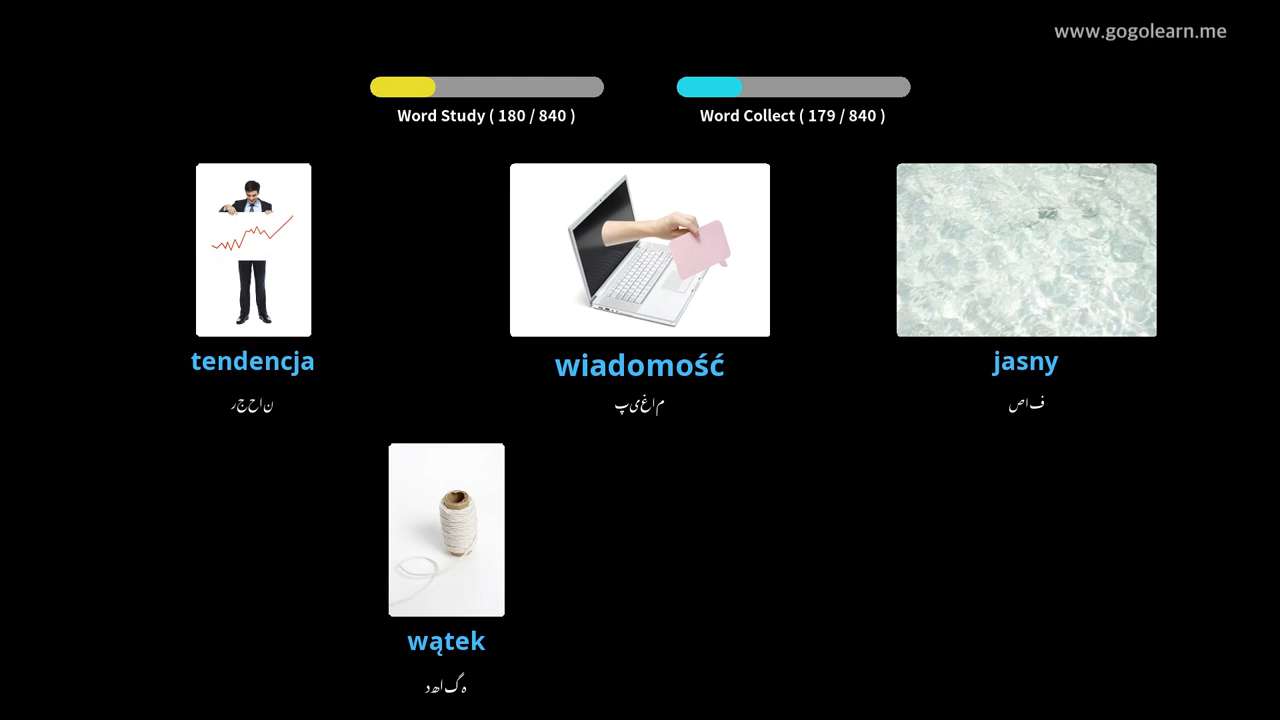 www.gogolearn.me
Word Study ( 180 / 840 )
Word Collect ( 179 / 840 )
tendencja
رجحان
wiadomość
پیغام
jasny
صاف
wątek
دھاگہ